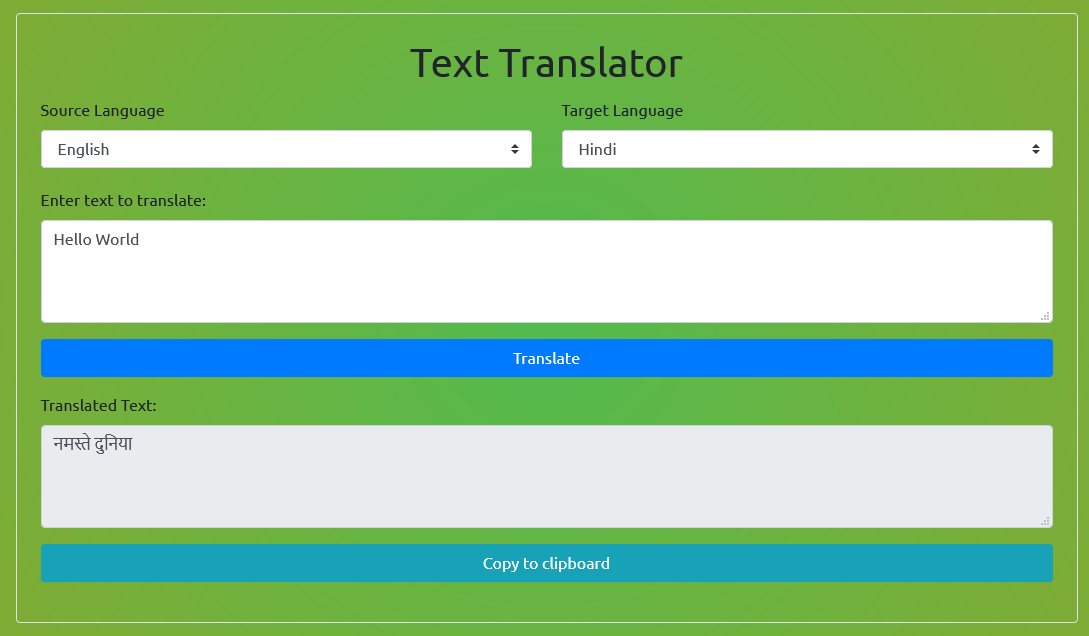 Text Translator
Source Language
Target Language
English
Hindi
Enter text to translate:
Hello World
Translate
Translated Text:
नमस्ते दुनिया
Copy to clipboard